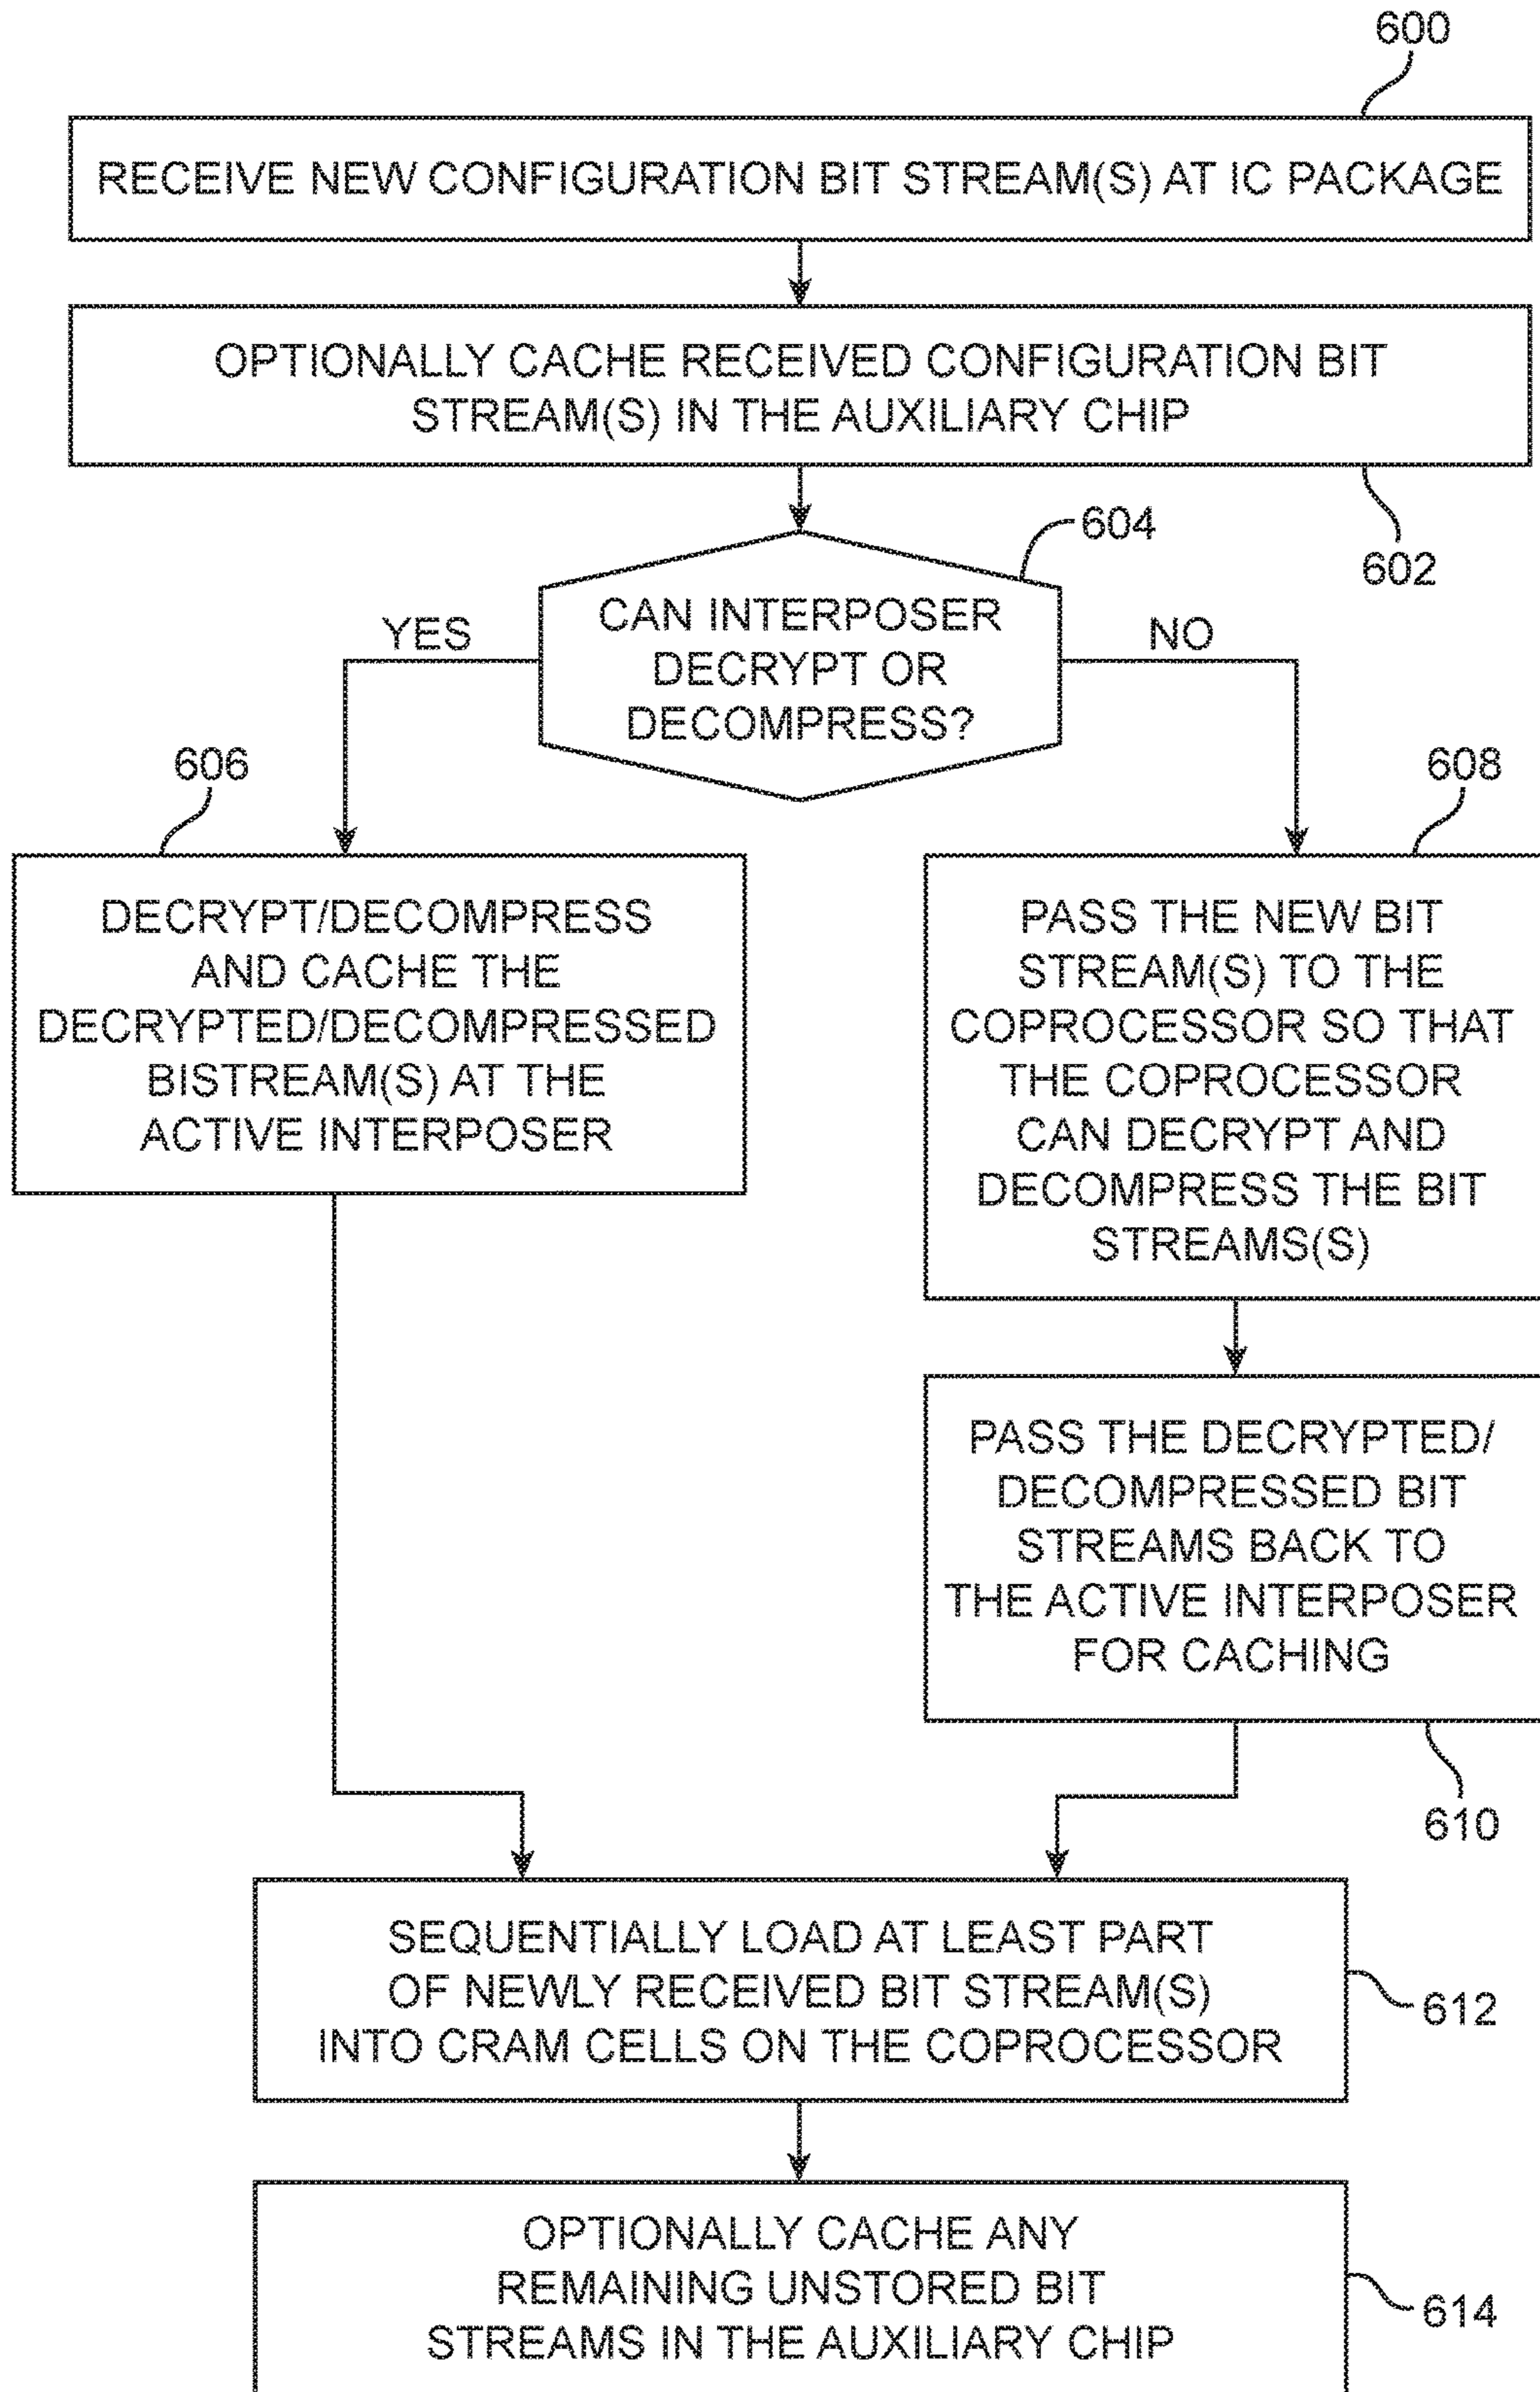 600
RECEIVE NEW CONFIGURATION BIT STREAM(S) AT IC PACKAGE
OPTIONALLY CACHE RECEIVED CONFIGURATION BIT
STREAM(S) IN THE AUXILIARY CHIP
602
604
CAN INTERPOSER
DECRYPT OR
DECOMPRESS?
YES
NO
606
DECRYPT/DECOMPRESS
AND CACHE THE
DECRYPTED/DECOMPRESSED
BISTREAM(S) AT THE
ACTIVE INTERPOSER
608
PASS THE NEW BIT
STREAM(S) TO THE
COPROCESSOR SO THAT
THE COPROCESSOR
CAN DECRYPT AND
DECOMPRESS THE BIT
STREAMS(S)
PASS THE DECRYPTED/
DECOMPRESSED BIT
STREAMS BACK TO
THE ACTIVE INTERPOSER
FOR CACHING
610
SEQUENTIALLY LOAD AT LEAST PART
OF NEWLY RECEIVED BIT STREAM(S)
INTO CRAM CELLS ON THE COPROCESSOR
612
OPTIONALLY CACHE ANY
REMAINING UNSTORED BIT
STREAMS IN THE AUXILIARY CHIP
614